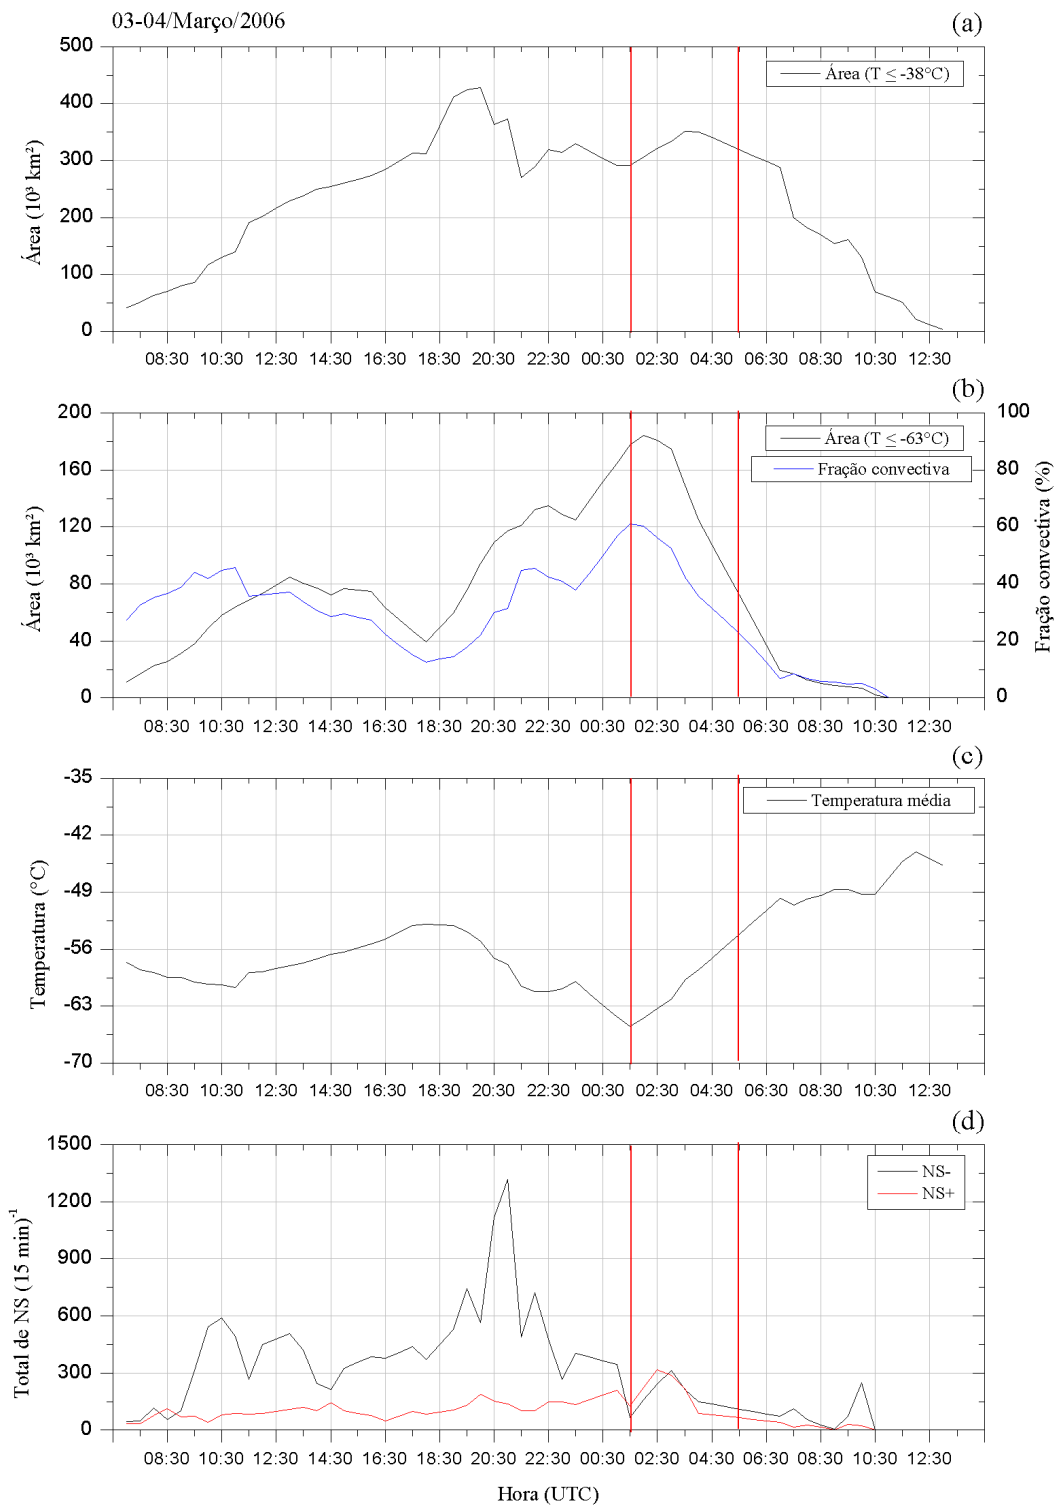 03-04/Março/2006
(a)
500
400
300
200
100
0
Área (10³ km²)
Área (T ≤ -38°C)
08:30 10:30 12:30 14:30 16:30 18:30 20:30 22:30 00:30 02:30 04:30 06:30 08:30 10:30 12:30
(b)
200
160
120
80
40
0
Área (10³ km²)
Área (T ≤ -63°C)
Fração convectiva
100
80
60
40
20
0
Fração convectiva (%)
08:30 10:30 12:30 14:30 16:30 18:30 20:30 22:30 00:30 02:30 04:30 06:30 08:30 10:30 12:30
(c)
-35
-42
-49
-56
-63
-70
Temperatura (°C)
Temperatura média
08:30 10:30 12:30 14:30 16:30 18:30 20:30 22:30 00:30 02:30 04:30 06:30 08:30 10:30 12:30
(d)
1500
1200
900
600
300
0
Total de NS (15 min)⁻¹
NS-
NS+
08:30 10:30 12:30 14:30 16:30 18:30 20:30 22:30 00:30 02:30 04:30 06:30 08:30 10:30 12:30
Hora (UTC)